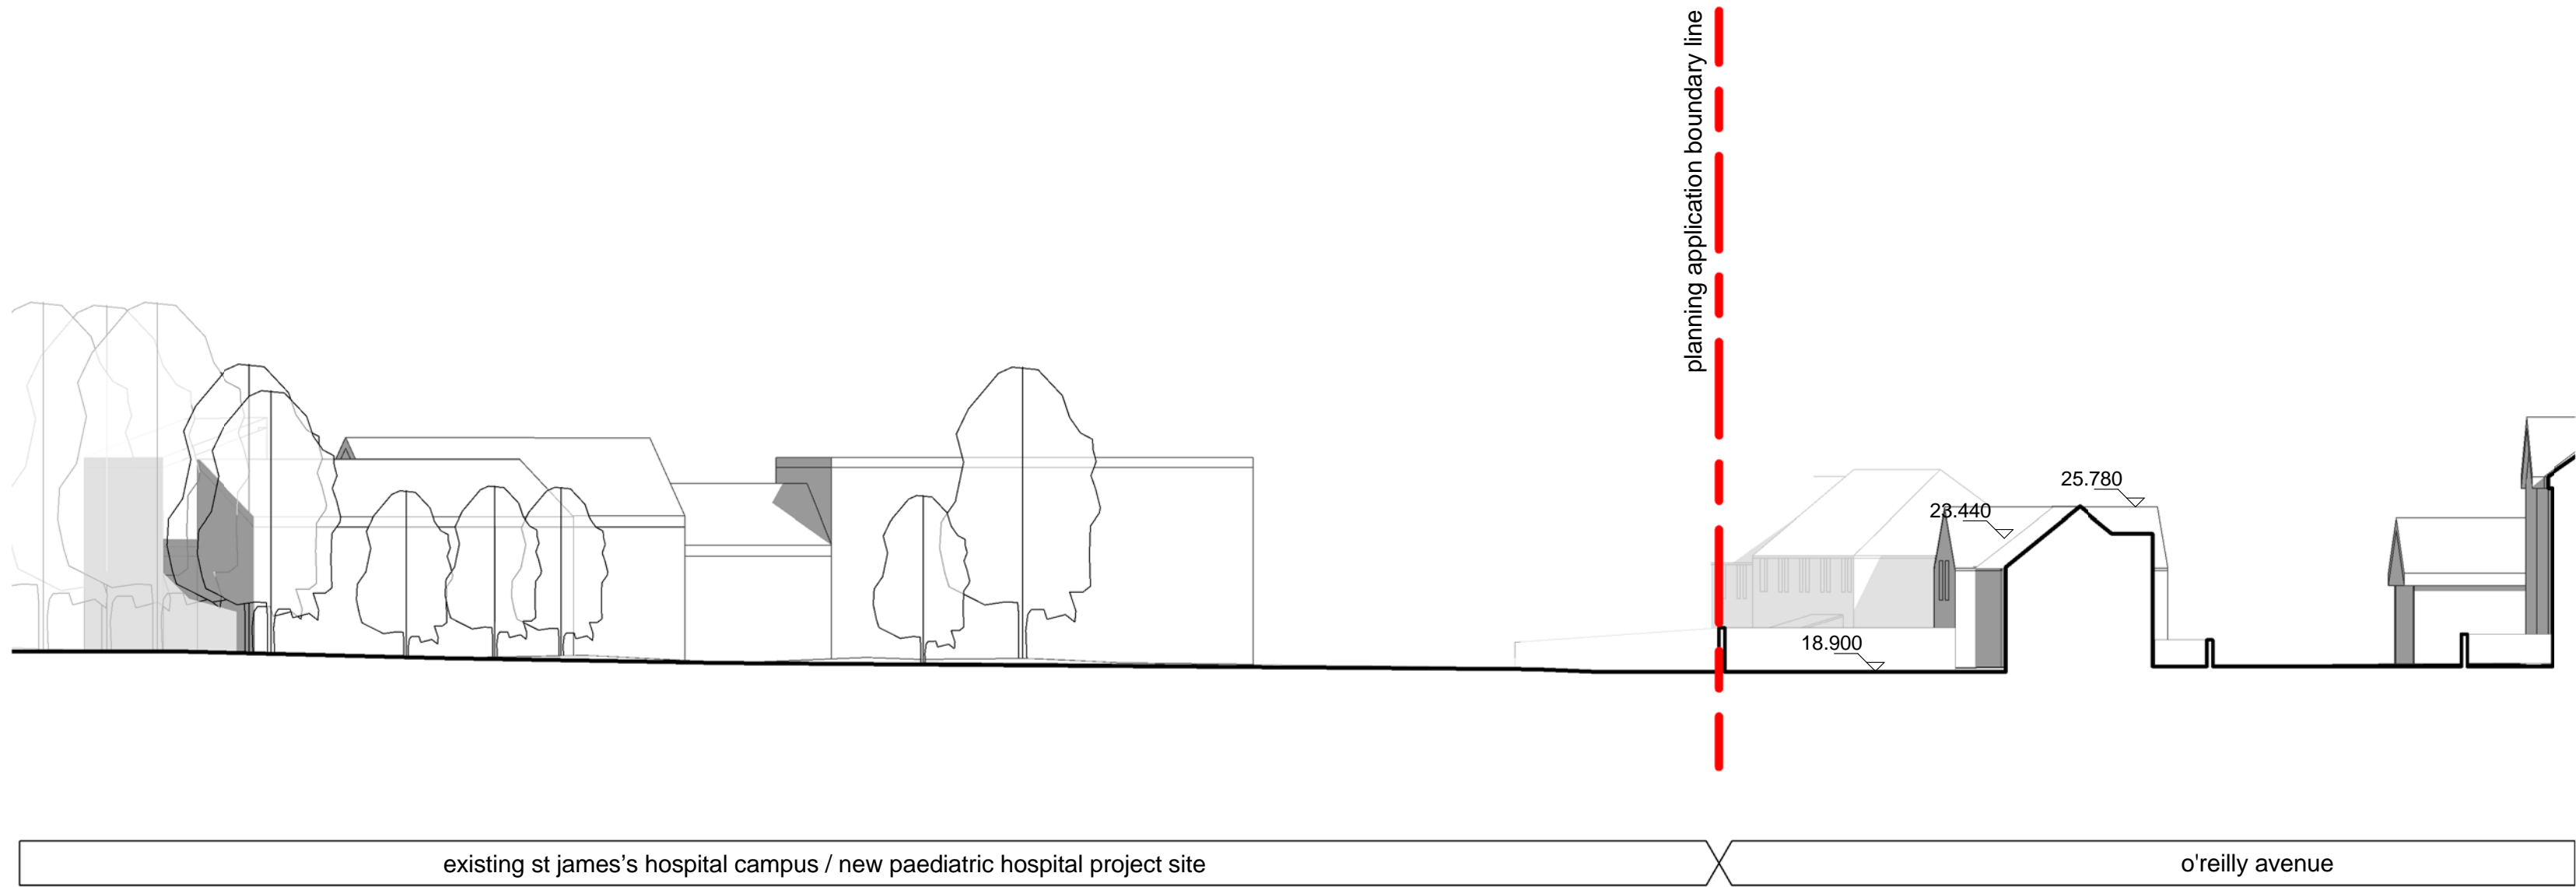 planning application boundary line
25.780
23.440
18.900
existing st james’s hospital campus / new paediatric hospital project site
o'reilly avenue